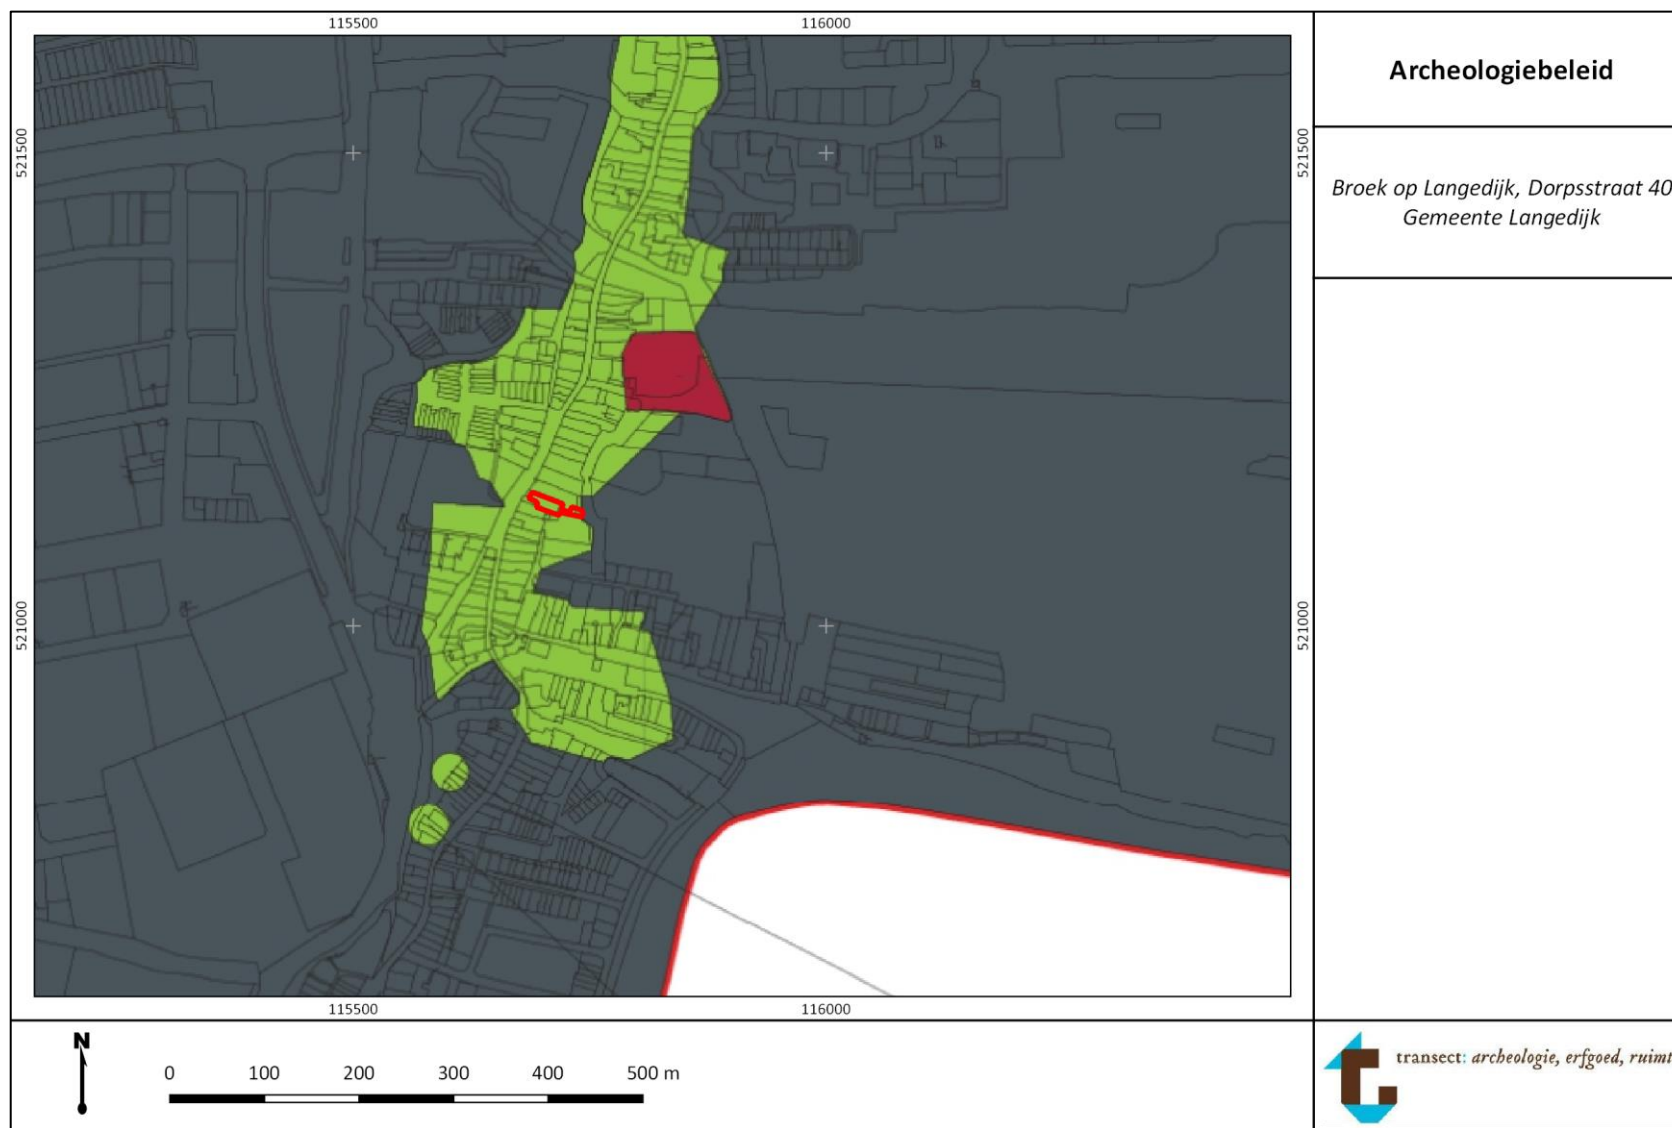 115500
116000
521500
521500
521000
521000
115500
116000
Archeologiebeleid
Broek op Langedijk, Dorpsstraat 40
Gemeente Langedijk
N
0 100 200 300 400 500 m
transect: archeologie, erfgoed, ruimt